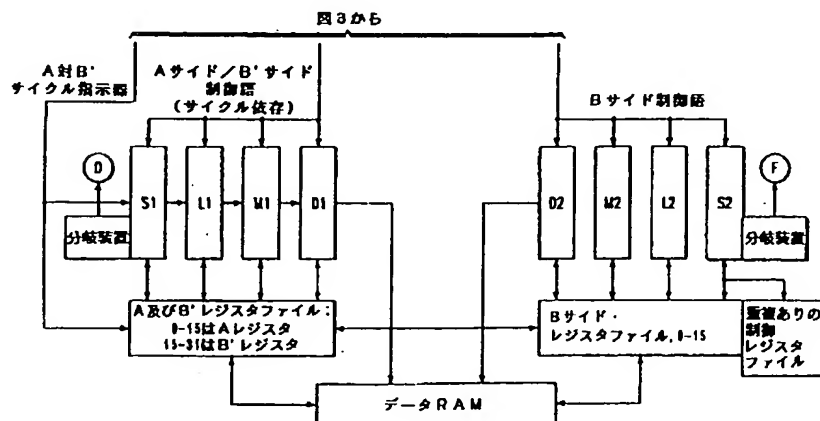 図3から
A対B'
サイクル指示器
Aサイド/B'サイド
制御語
(サイクル依存)
Bサイド制御語
D
S1
L1
M1
D1
D2
M2
L2
S2
F
分岐装置
分岐装置
A及びB'レジスタファイル:
0-15はAレジスタ
15-31はB'レジスタ
Bサイド・
レジスタファイル,0-15
重複ありの
制御
レジスタ
ファイル
データRAM